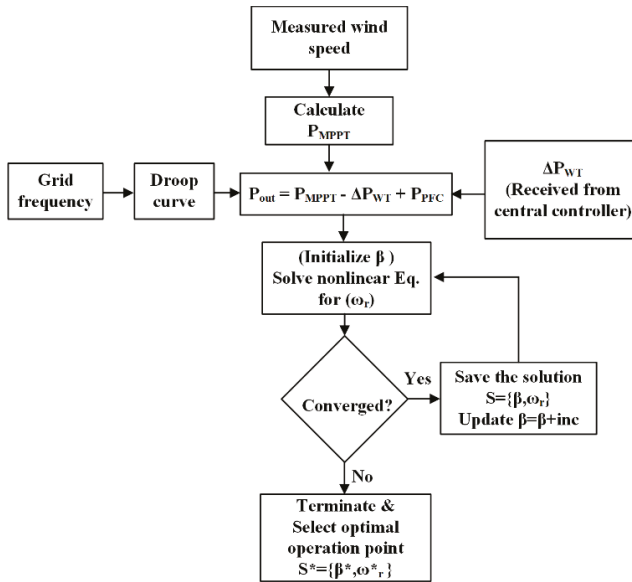 Measured wind
speed
Calculate
P_MPPT
Grid
frequency
Droop
curve
P_out = P_MPPT - ΔP_WT + P_PFC
ΔP_WT
(Received from
central controller)
(Initialize β )
Solve nonlinear Eq.
for (ω_r)
Converged?
Yes
Save the solution
S={β,ω_r}
Update β=β+inc
No
Terminate &
Select optimal
operation point
S*={β*,ω*_r}